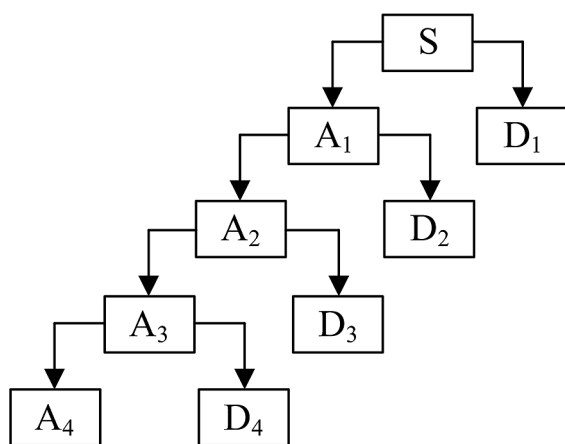 S
A₁ D₁
A₂ D₂
A₃ D₃
A₄ D₄